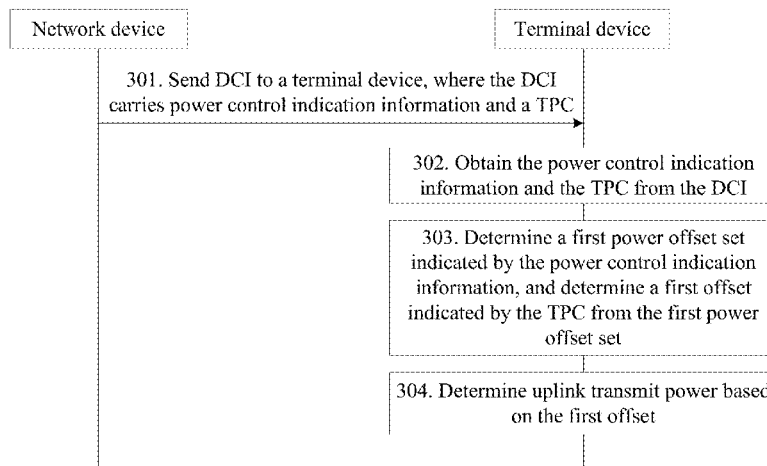 Network device
Terminal device
301. Send DCI to a terminal device, where the DCI
carries power control indication information and a TPC
302. Obtain the power control indication
information and the TPC from the DCI
303. Determine a first power offset set
indicated by the power control indication
information, and determine a first offset
indicated by the TPC from the first power
offset set
304. Determine uplink transmit power based
on the first offset